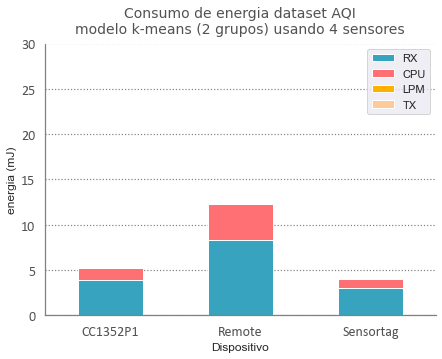 Consumo de energia dataset AQI
modelo k-means (2 grupos) usando 4 sensores
30
25
20
15
10
5
0
energia (mJ)
RX
CPU
LPM
TX
CC1352P1 Remote Sensortag
Dispositivo